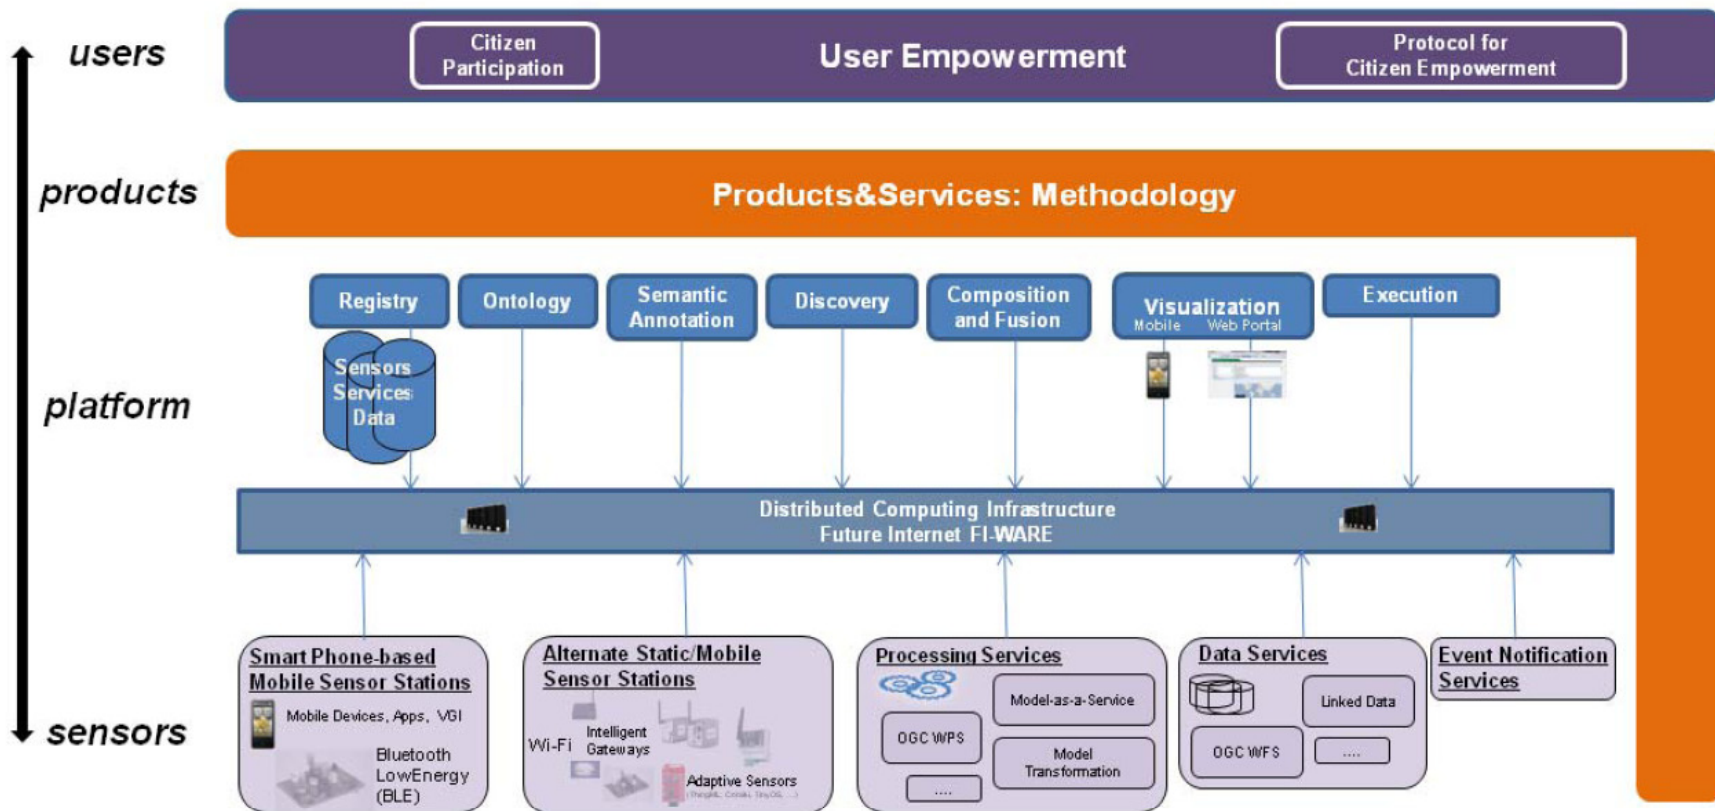 users
Citizen
Participation
User Empowerment
Protocol for
Citizen Empowerment
products
Products&Services: Methodology
platform
Registry
Ontology
Semantic
Annotation
Discovery
Composition
and Fusion
Visualization
Mobile Web Portal
Execution
Sensors
Services
Data
Distributed Computing Infrastructure
Future Internet FI-WARE
sensors
Smart Phone-based
Mobile Sensor Stations
Mobile Devices, Apps, VGI
Bluetooth
LowEnergy
(BLE)
Alternate Static/Mobile
Sensor Stations
Wi-Fi
Intelligent
Gateways
Adaptive Sensors
Processing Services
Model-as-a-Service
OGC WPS
Model
Transformation
....
Data Services
Linked Data
OGC WFS
....
Event Notification
Services